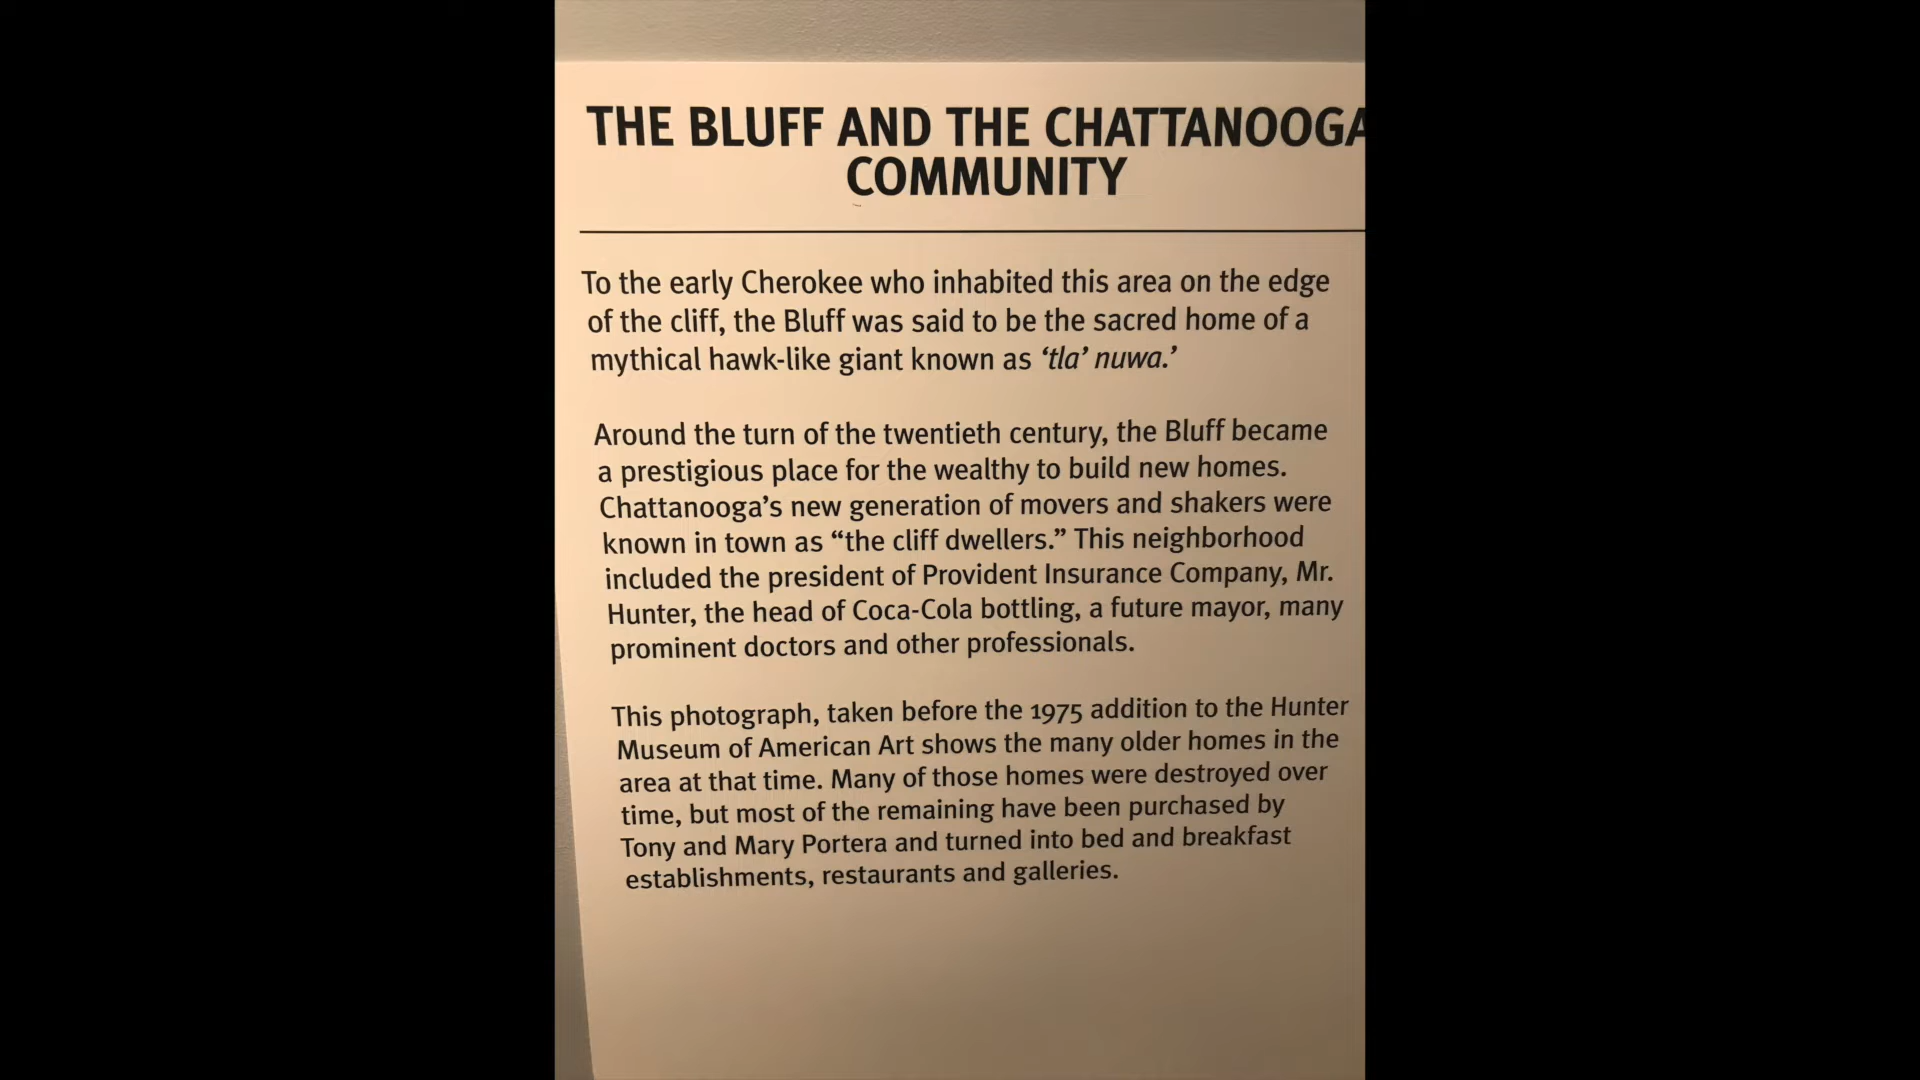 THE BLUFF AND THE CHATTANOOGA
COMMUNITY
To the early Cherokee who inhabited this area on the edge
of the cliff, the Bluff was said to be the sacred home of a
mythical hawk-like giant known as ‘tla’ nuwa.’
Around the turn of the twentieth century, the Bluff became
a prestigious place for the wealthy to build new homes.
Chattanooga’s new generation of movers and shakers were
known in town as “the cliff dwellers.” This neighborhood
included the president of Provident Insurance Company, Mr.
Hunter, the head of Coca-Cola bottling, a future mayor, many
prominent doctors and other professionals.
This photograph, taken before the 1975 addition to the Hunter
Museum of American Art shows the many older homes in the
area at that time. Many of those homes were destroyed over
time, but most of the remaining have been purchased by
Tony and Mary Portera and turned into bed and breakfast
establishments, restaurants and galleries.